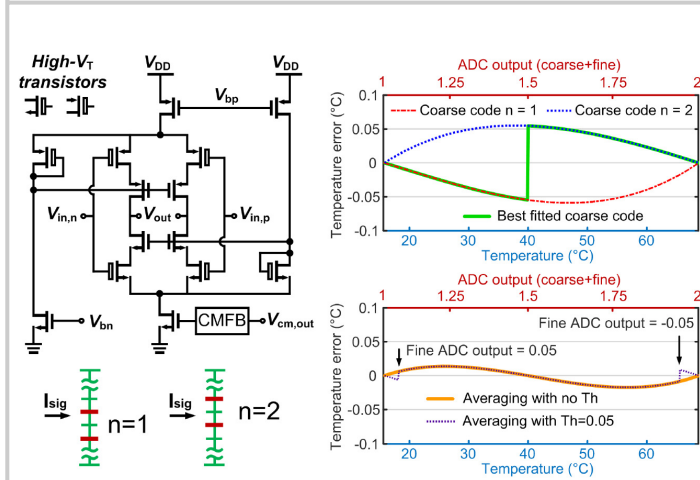 High-VT
transistors
VDD
VDD
Vbp
Vin,n
Vout
Vin,p
Vbn
CMFB
Vcm,out
Isig
n=1
Isig
n=2
ADC output (coarse+fine)
1 1.25 1.5 1.75 2
Temperature error (°C)
0.1
0.05
0
-0.05
-0.1
Coarse code n = 1
Coarse code n = 2
Best fitted coarse code
20 30 40 50 60
Temperature (°C)
ADC output (coarse+fine)
1 1.25 1.5 1.75 2
Temperature error (°C)
0.1
0.05
0
-0.05
-0.1
Fine ADC output = -0.05
Fine ADC output = 0.05
Averaging with no Th
Averaging with Th=0.05
20 30 40 50 60
Temperature (°C)